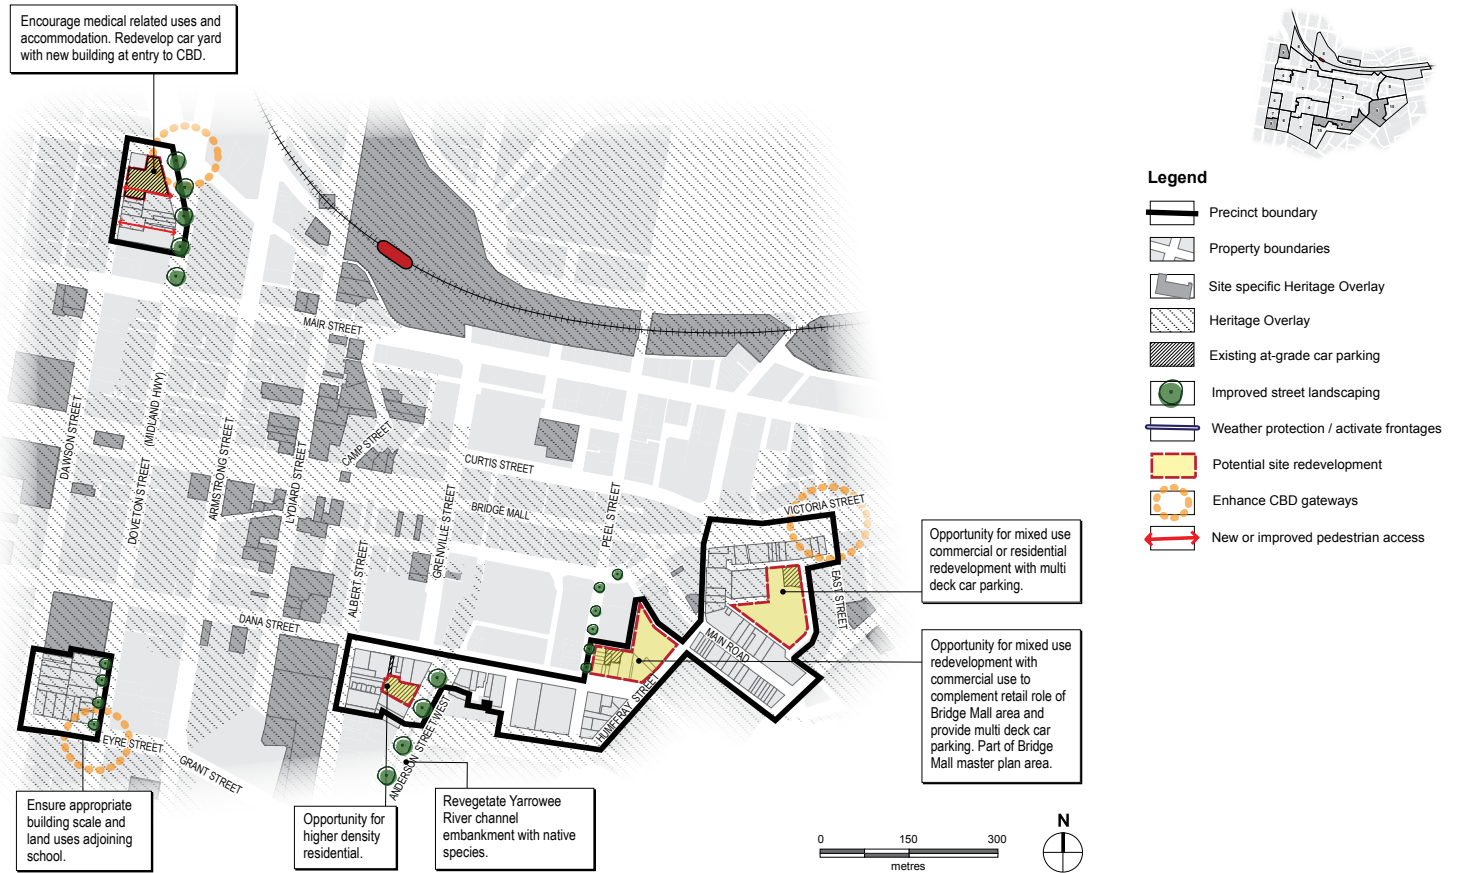 Encourage medical related uses and
accommodation. Redevelop car yard
with new building at entry to CBD.
MAIR STREET
DAWSON STREET
DOVETON STREET (MIDLAND HWY)
ARMSTRONG STREET
LYDIARD STREET
CAMP STREET
CURTIS STREET
BRIDGE MALL
GRENVILLE STREET
ALBERT STREET
PEEL STREET
VICTORIA STREET
EAST STREET
MAIN ROAD
DANA STREET
HUMFFRAY STREET
ANDERSON STREET WEST
EYRE STREET
GRANT STREET
Opportunity for mixed use
commercial or residential
redevelopment with multi
deck car parking.
Opportunity for mixed use
redevelopment with
commercial use to
complement retail role of
Bridge Mall area and
provide multi deck car
parking. Part of Bridge
Mall master plan area.
Ensure appropriate
building scale and
land uses adjoining
school.
Opportunity for
higher density
residential.
Revegetate Yarrowee
River channel
embankment with native
species.
Legend
Precinct boundary
Property boundaries
Site specific Heritage Overlay
Heritage Overlay
Existing at-grade car parking
Improved street landscaping
Weather protection / activate frontages
Potential site redevelopment
Enhance CBD gateways
New or improved pedestrian access
0 150 300
metres
N